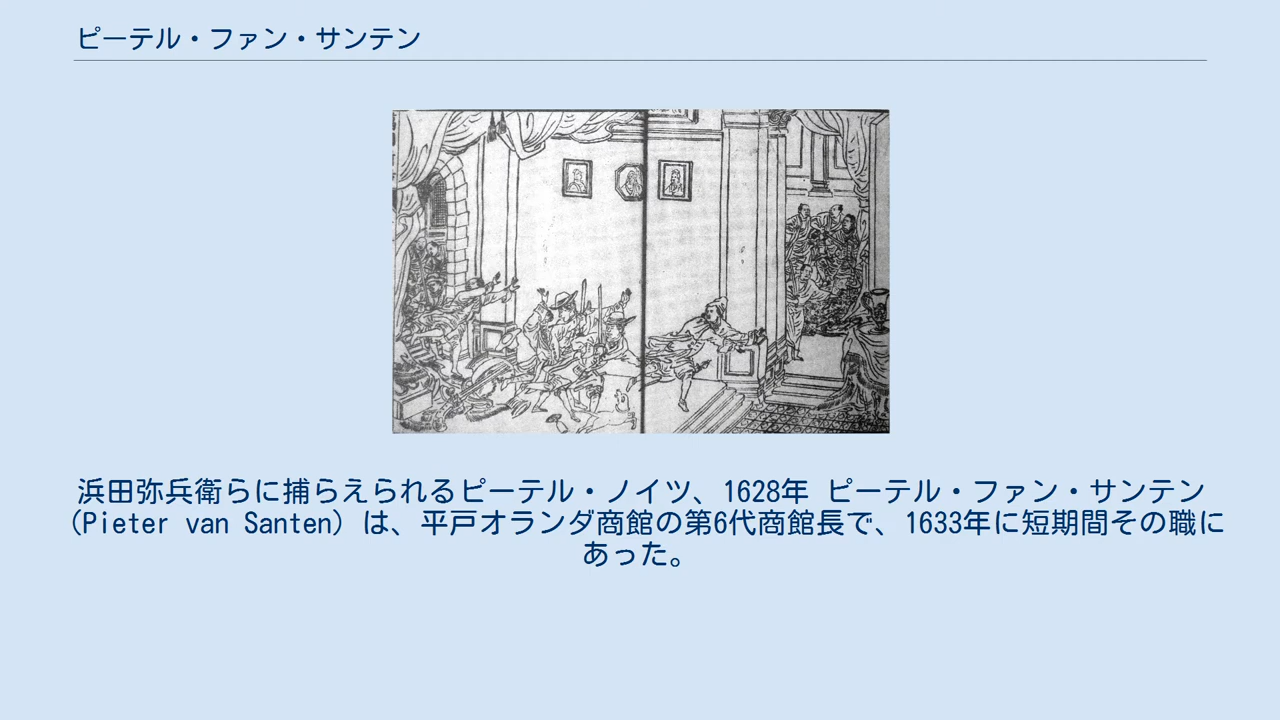 ピーテル・ファン・サンテン
浜田弥兵衛らに捕らえられるピーテル・ノイツ、1628年 ピーテル・ファン・サンテン
(Pieter van Santen) は、平戸オランダ商館の第6代商館長で、1633年に短期間その職に
あった。